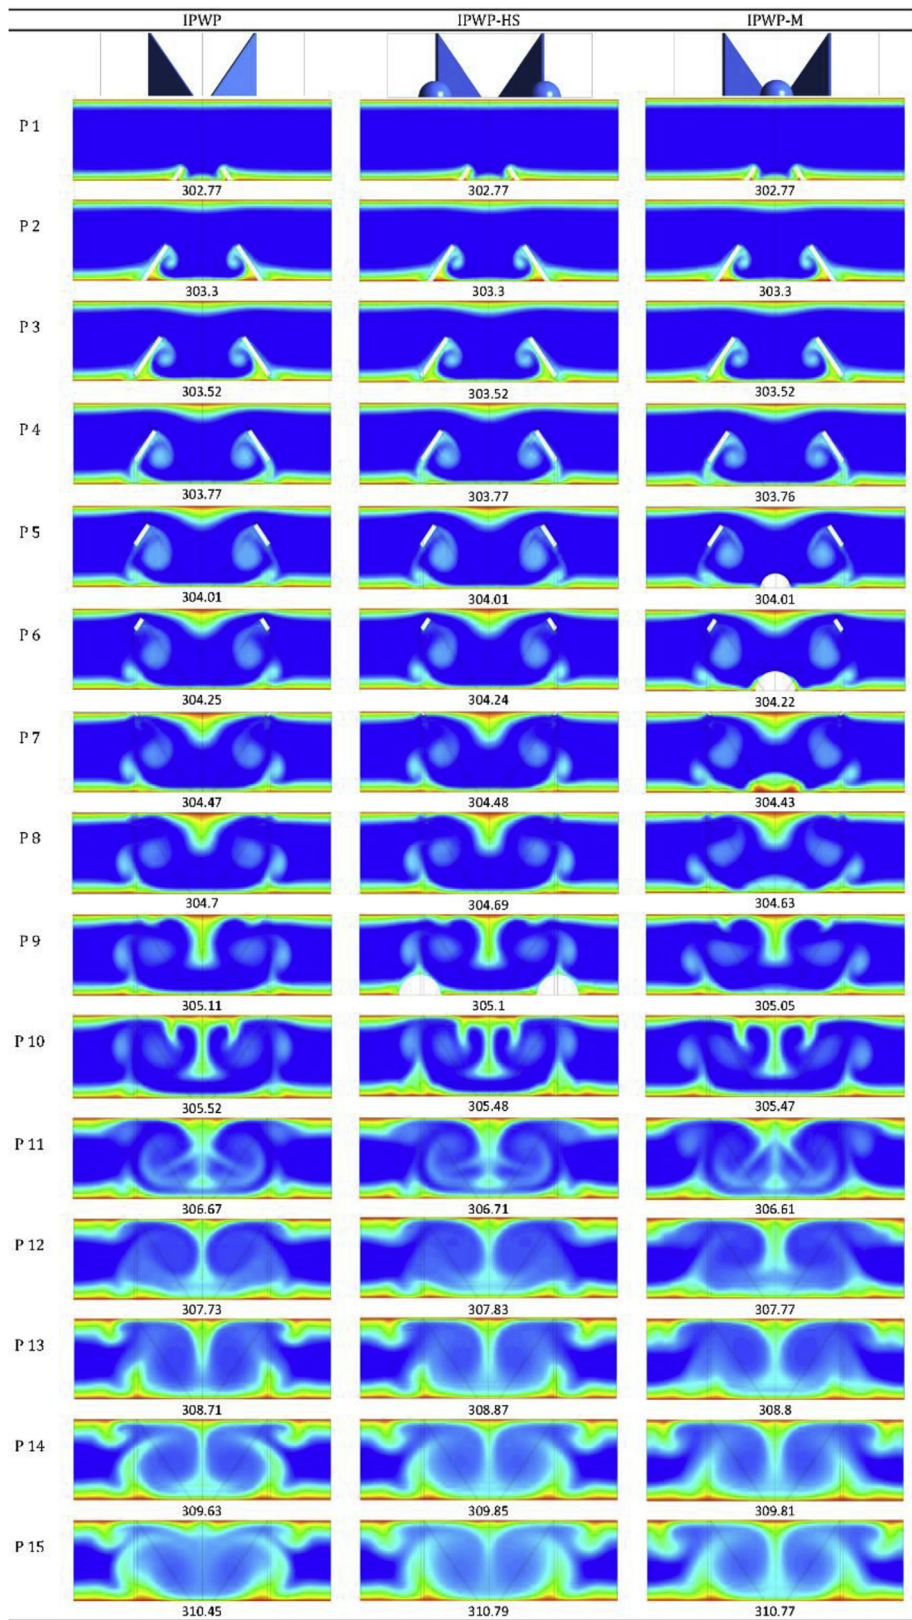 IPWP IPWP-HS IPWP-M
P 1
302.77 302.77 302.77
P 2
303.3 303.3 303.3
P 3
303.52 303.52 303.52
P 4
303.77 303.77 303.76
P 5
304.01 304.01 304.01
P 6
304.25 304.24 304.22
P 7
304.47 304.48 304.43
P 8
304.7 304.69 304.63
P 9
305.11 305.1 305.05
P 10
305.52 305.48 305.47
P 11
306.67 306.71 306.61
P 12
307.73 307.83 307.77
P 13
308.71 308.87 308.8
P 14
309.63 309.85 309.81
P 15
310.45 310.79 310.77